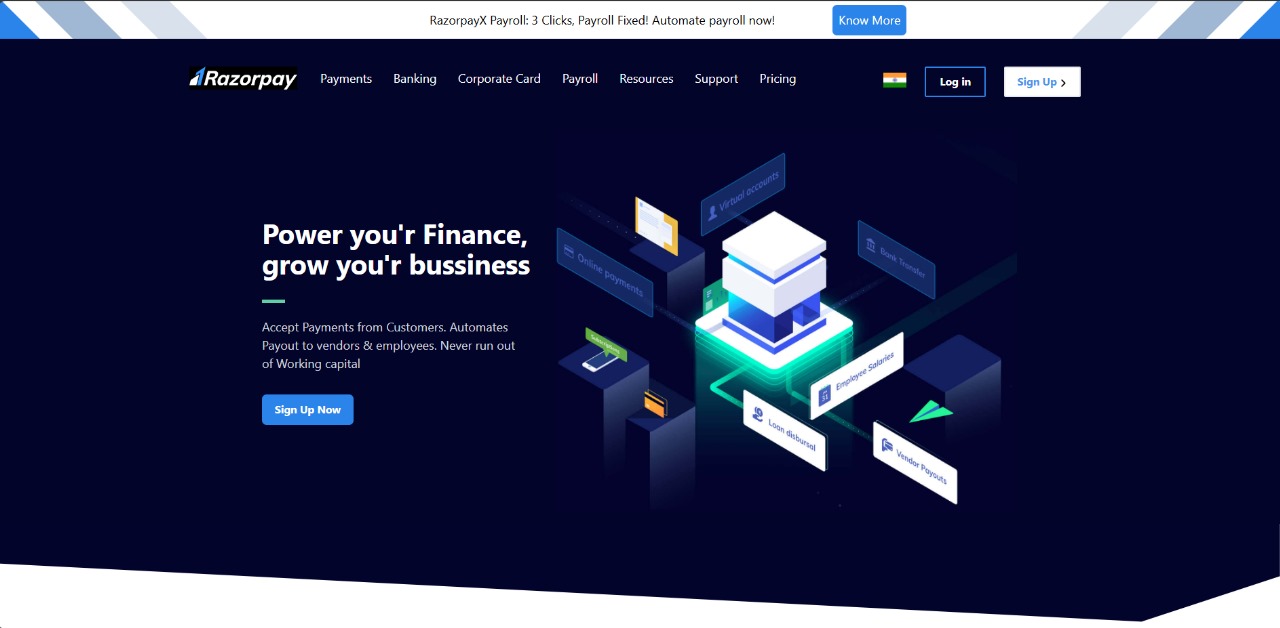 RazorpayX Payroll: 3 Clicks, Payroll Fixed! Automate payroll now!
Know More
Razorpay
Payments
Banking
Corporate Card
Payroll
Resources
Support
Pricing
Log in
Sign Up
Power you'r Finance,
grow you'r bussiness
Accept Payments from Customers. Automates
Payout to vendors & employees. Never run out
of Working capital
Sign Up Now
Virtual accounts
Online payments
Bank Transfer
Subscriptions
Employee Salaries
31
Loan disbursal
Vendor Payouts